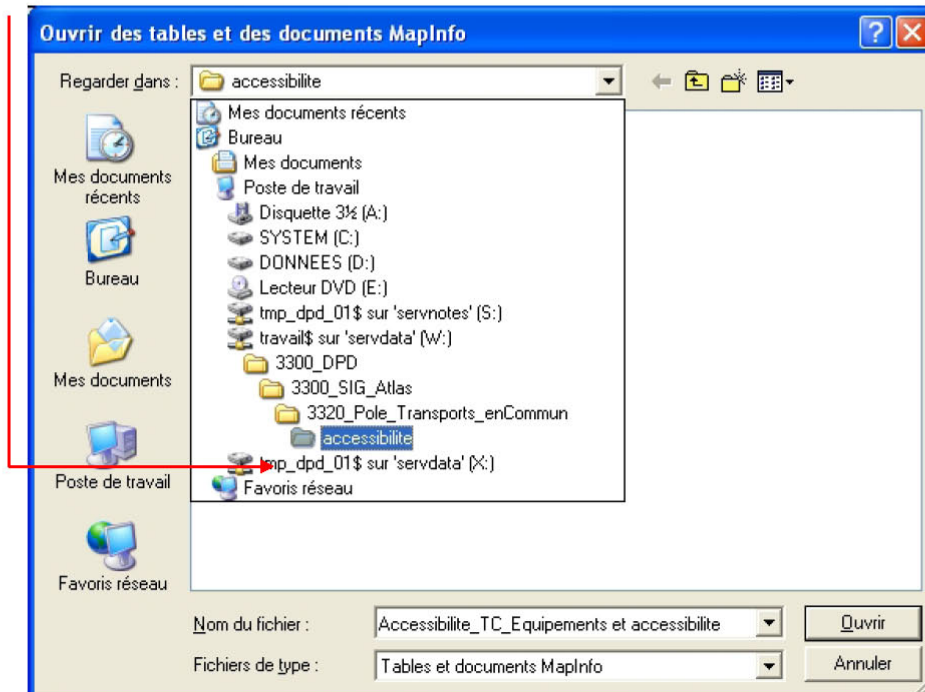 Ouvrir des tables et des documents MapInfo
Regarder dans :
accessibilite
Mes documents récents
Bureau
Mes documents
Poste de travail
Disquette 3½ (A:)
SYSTEM (C:)
DONNEES (D:)
Lecteur DVD (E:)
tmp_dpd_01$ sur 'servnotes' (S:)
travail$ sur 'servdata' (W:)
3300_DPD
3300_SIG_Atlas
3320_Pole_Transports_enCommun
accessibilite
tmp_dpd_01$ sur 'servdata' (X:)
Favoris réseau
Mes documents
récents
Bureau
Mes documents
Poste de travail
Favoris réseau
Nom du fichier :
Accessibilite_TC_Equipements et accessibilite
Ouvrir
Fichiers de type :
Tables et documents MapInfo
Annuler